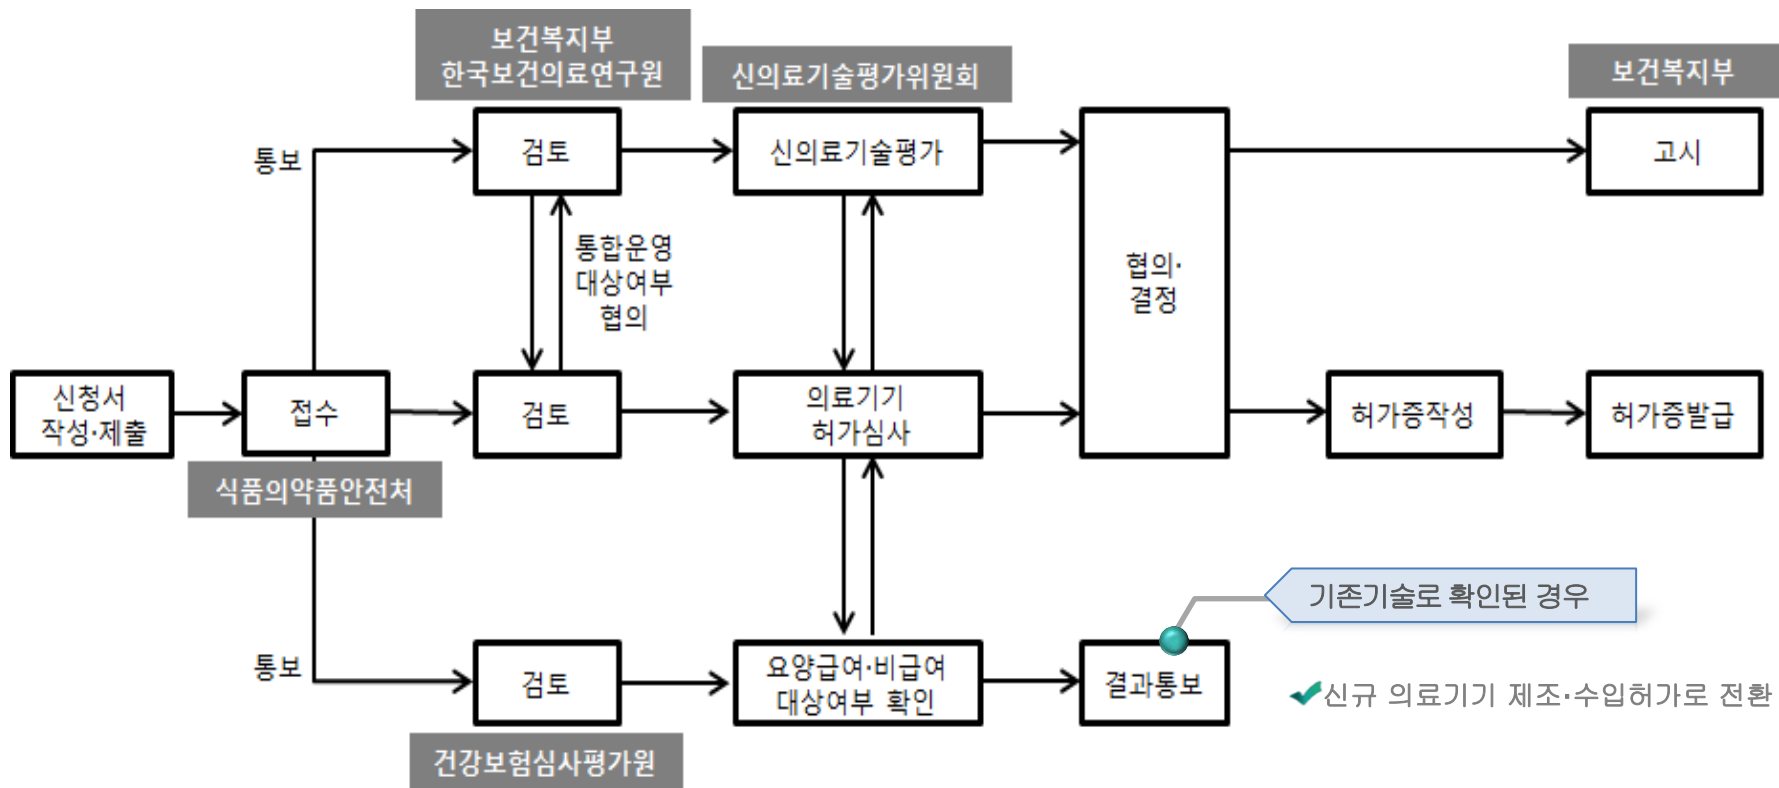 보건복지부
한국보건의료연구원
신의료기술평가위원회
보건복지부
통보
검토
신의료기술평가
고시
통합운영
대상여부
협의
협의·
결정
신청서
작성·제출
접수
검토
의료기기
허가심사
허가증작성
허가증발급
식품의약품안전처
기존기술로 확인된 경우
통보
검토
요양급여·비급여
대상여부 확인
결과통보
신규 의료기기 제조·수입허가로 전환
건강보험심사평가원